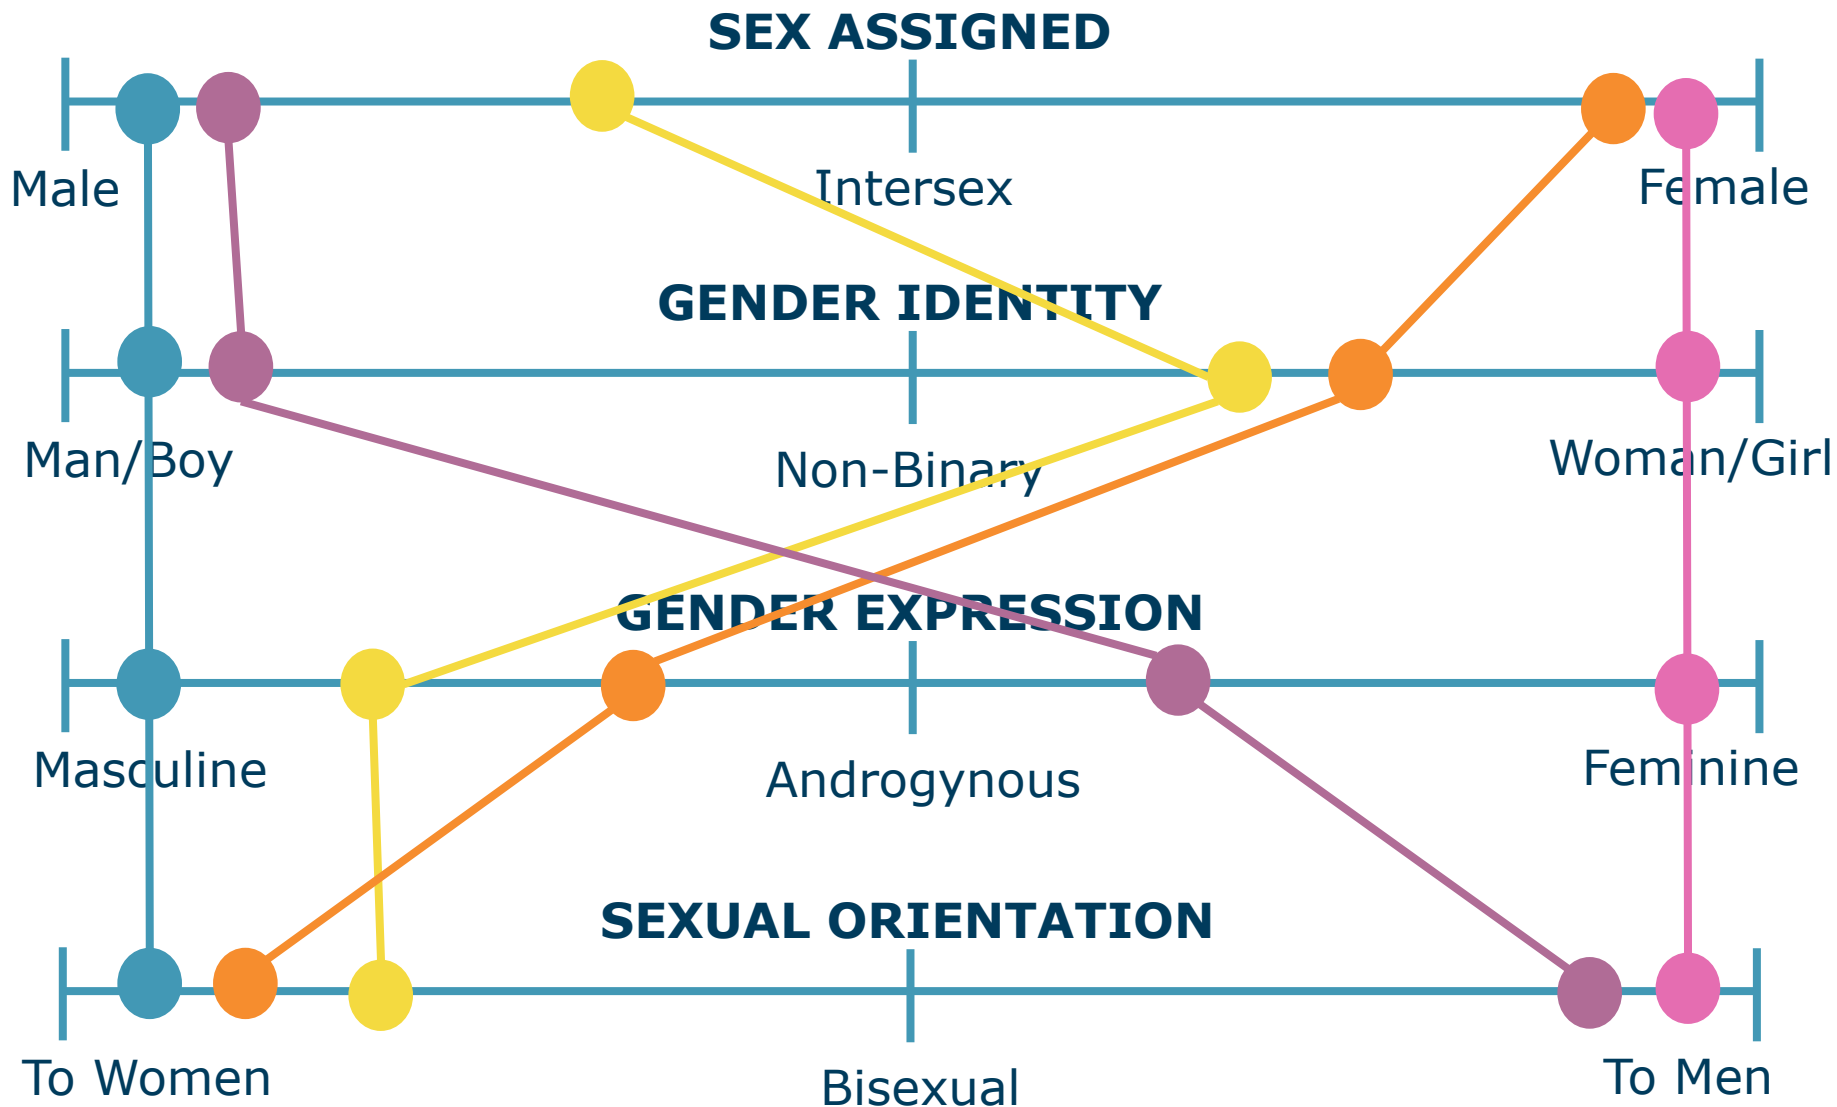 SEX ASSIGNED
Male Intersex Female
GENDER IDENTITY
Man/Boy Non-Binary Woman/Girl
GENDER EXPRESSION
Masculine Androgynous Feminine
SEXUAL ORIENTATION
To Women Bisexual To Men